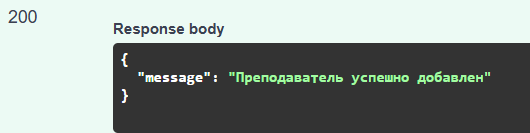 200
Response body
{
"message": "Преподаватель успешно добавлен"
}